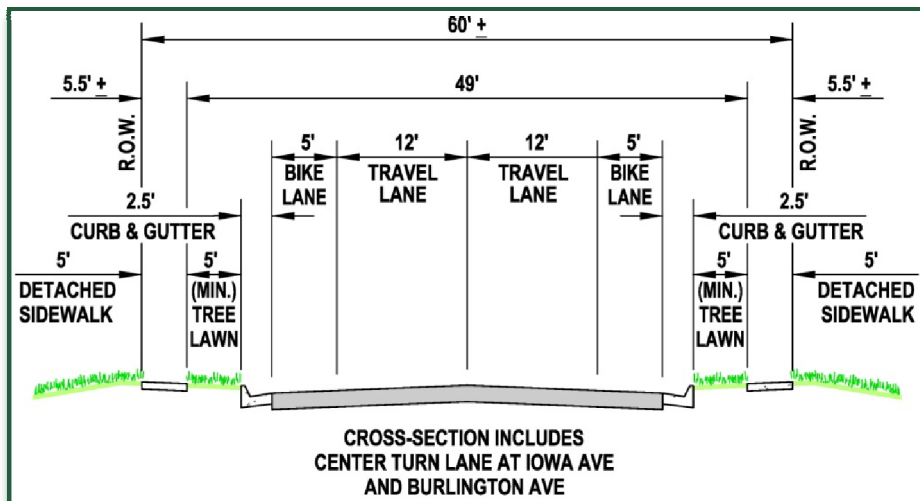 60' ±
5.5' ±
49'
5.5' ±
R.O.W.
R.O.W.
5'
BIKE
LANE
12'
TRAVEL
LANE
12'
TRAVEL
LANE
5'
BIKE
LANE
2.5'
CURB & GUTTER
2.5'
CURB & GUTTER
5'
DETACHED
SIDEWALK
5'
(MIN.)
TREE
LAWN
5'
(MIN.)
TREE
LAWN
5'
DETACHED
SIDEWALK
CROSS-SECTION INCLUDES
CENTER TURN LANE AT IOWA AVE
AND BURLINGTON AVE